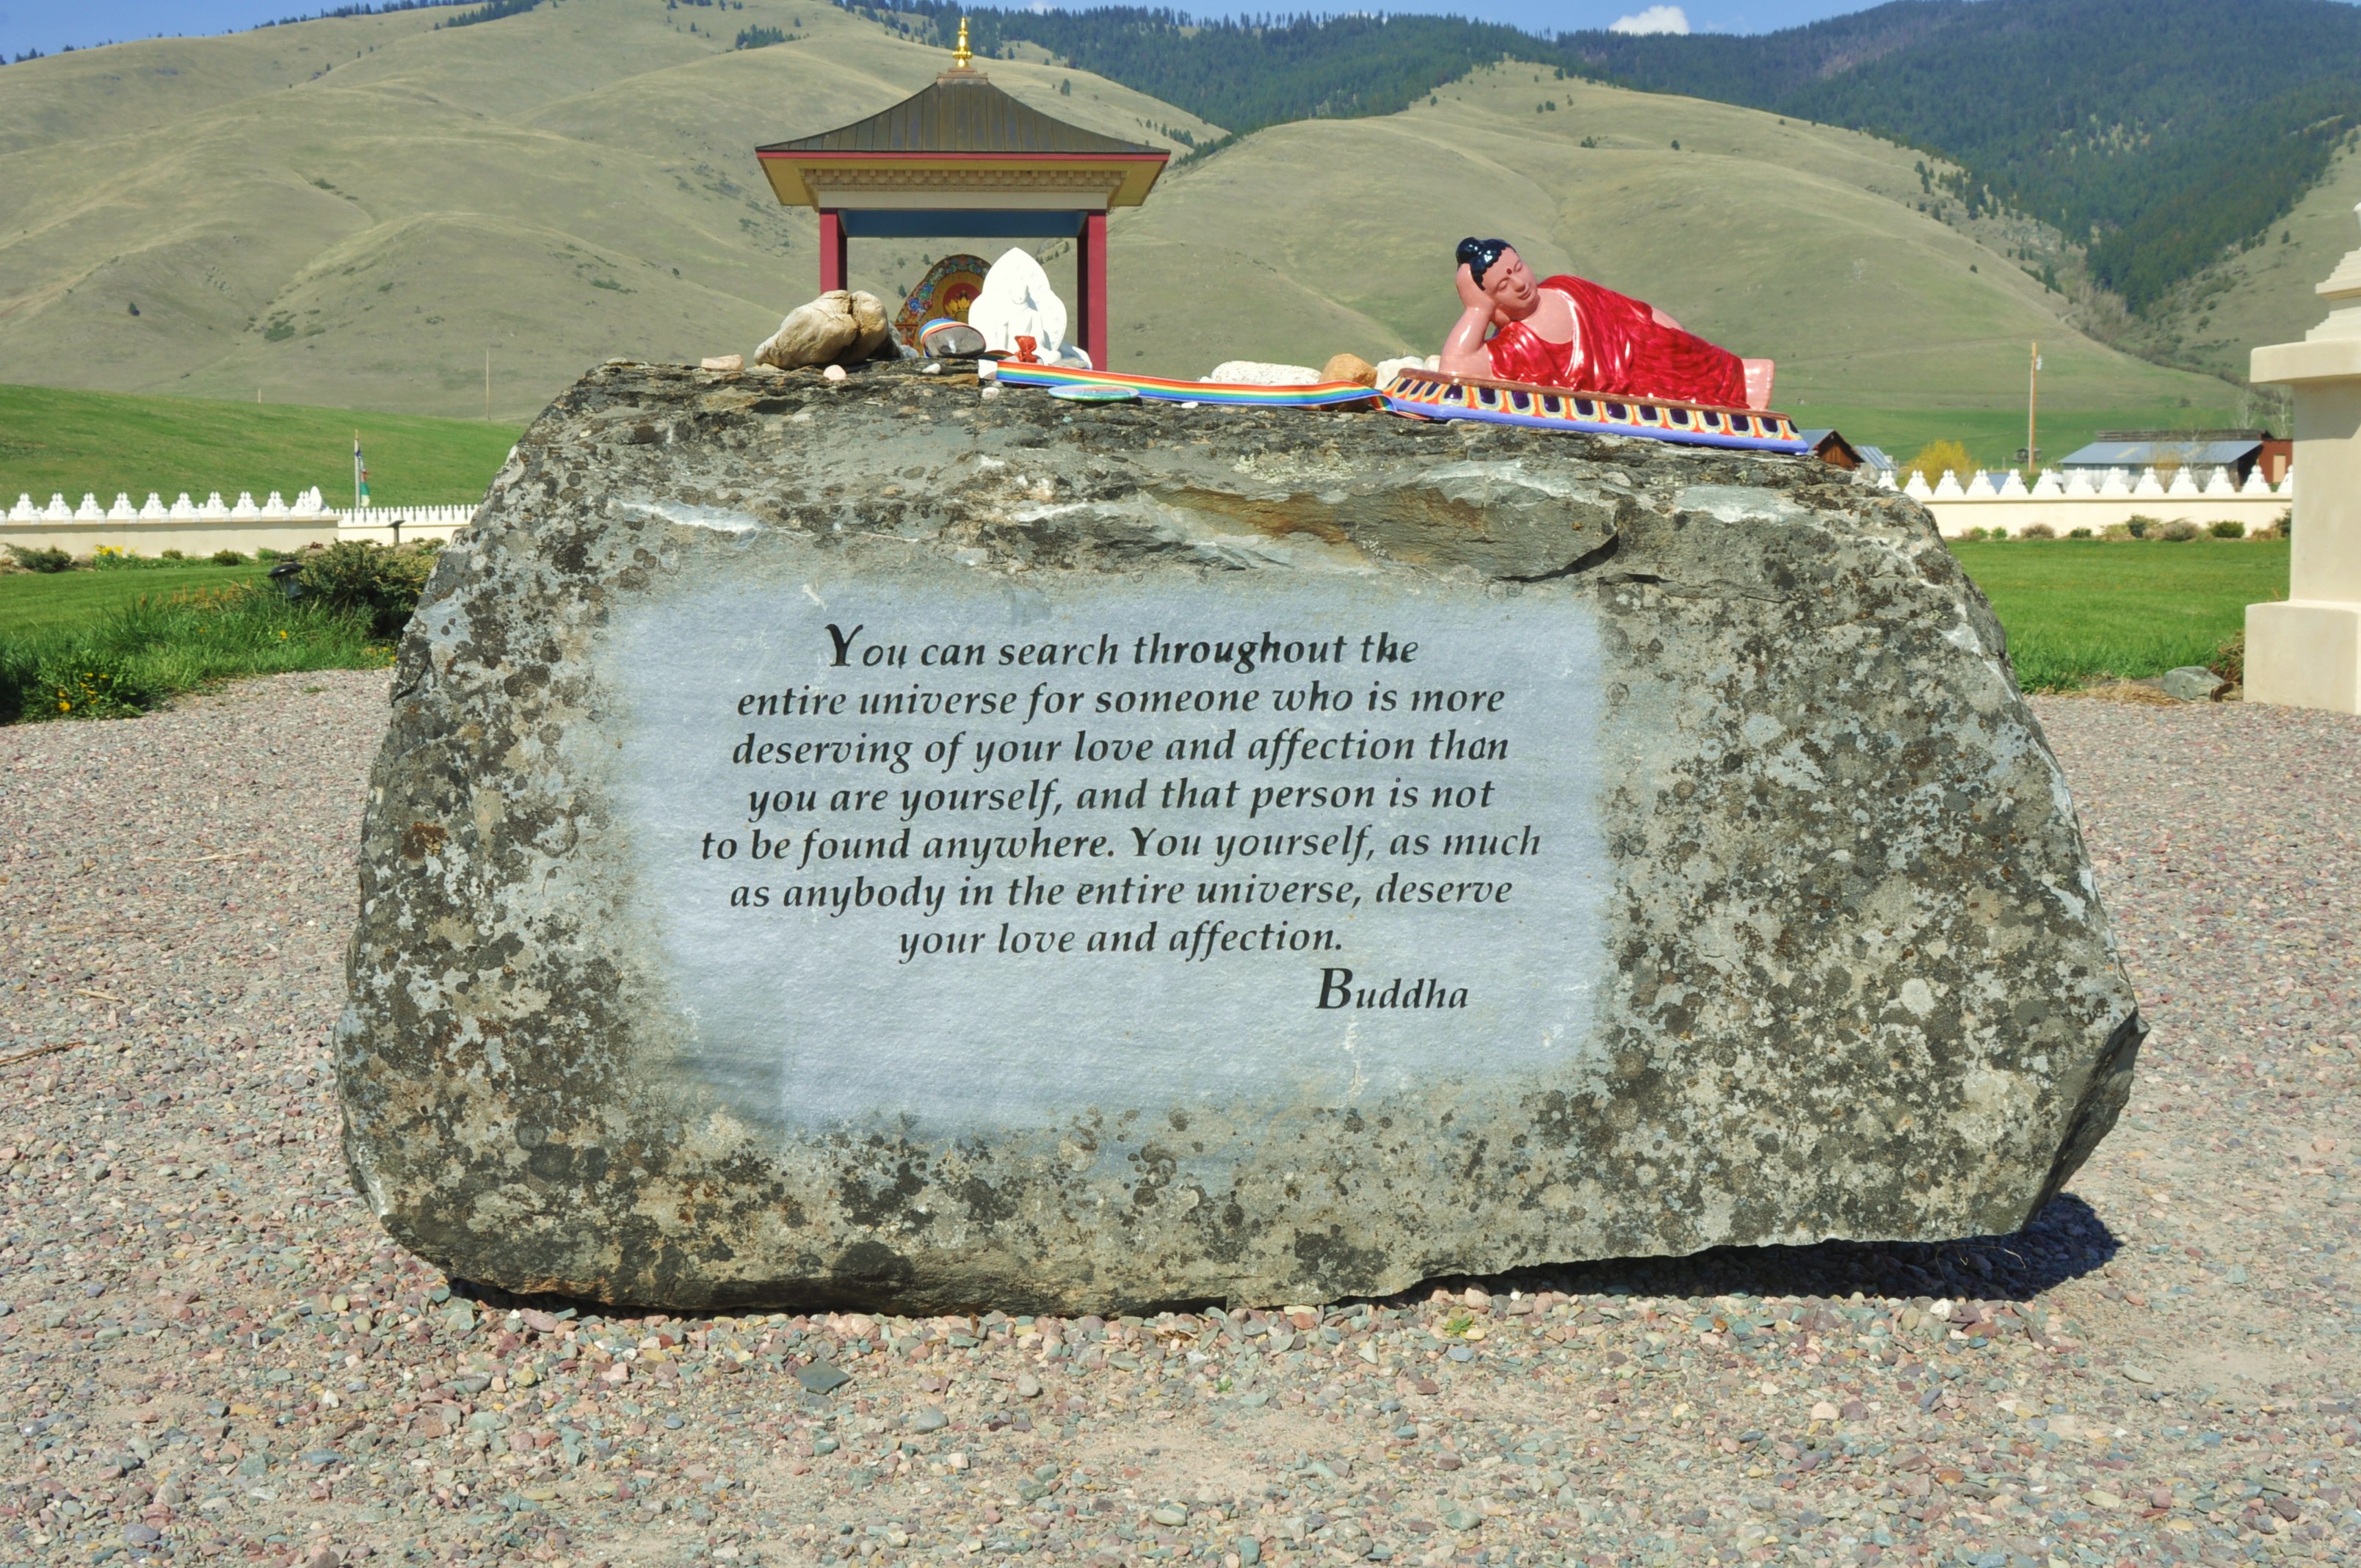 You can search throughout the
entire universe for someone who is more
deserving of your love and affection than
you are yourself, and that person is not
to be found anywhere. You yourself, as much
as anybody in the entire universe, deserve
your love and affection.
Buddha